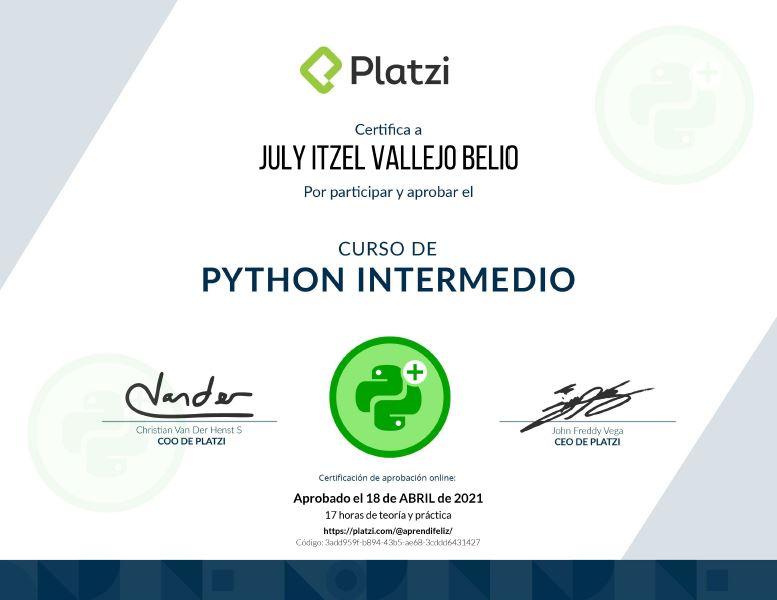 Platzi
Certifica a
JULY ITZEL VALLEJO BELIO
Por participar y aprobar el
CURSO DE
PYTHON INTERMEDIO
Vander
Christian Van Der Henst S
COO DE PLATZI
John Freddy Vega
CEO DE PLATZI
Certificación de aprobación online:
Aprobado el 18 de ABRIL de 2021
17 horas de teoría y práctica
https://platzi.com/@aprendifeliz/
Código: 3add959f-b894-43b5-ae68-3cddd6431427